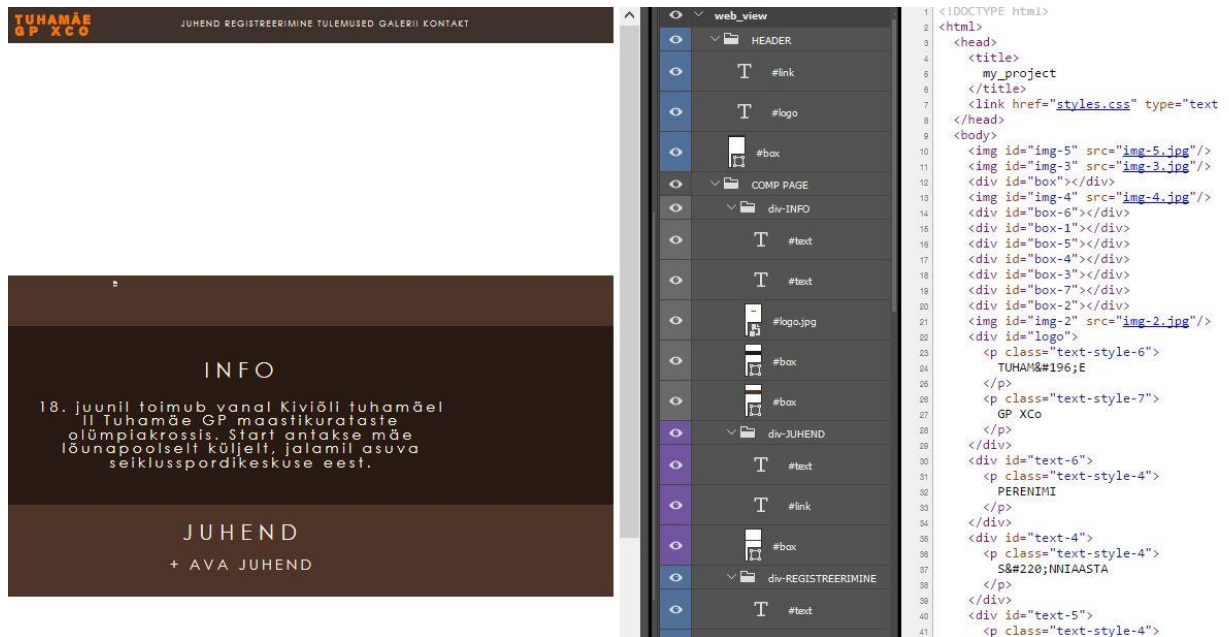 TUHAMÄE
GP XCO
JUHEND REGISTREERIMINE TULEMUSED GALERII KONTAKT
INFO
18. juunil toimub vanal Kiviõli tuhamäel
II Tuhamäe GP maastikurataste
olümpiakrossis. Start antakse mäe
lõunapoolselt küljelt, jalamil asuva
seiklusspordikeskuse eest.
JUHEND
+ AVA JUHEND
web_view
HEADER
#link
#logo
#box
COMP PAGE
div-INFO
#text
#text
#logo.jpg
#box
#box
div-JUHEND
#text
#link
#box
div-REGISTREERIMINE
#text
1 <!DOCTYPE html>
2 <html>
3 <head>
4 <title>
5 my_project
6 </title>
7 <link href="styles.css" type="text
8 </head>
9 <body>
10 <img id="img-5" src="img-5.jpg"/>
11 <img id="img-3" src="img-3.jpg"/>
12 <div id="box"></div>
13 <img id="img-4" src="img-4.jpg"/>
14 <div id="box-6"></div>
15 <div id="box-1"></div>
16 <div id="box-5"></div>
17 <div id="box-4"></div>
18 <div id="box-3"></div>
19 <div id="box-7"></div>
20 <div id="box-2"></div>
21 <img id="img-2" src="img-2.jpg"/>
22 <div id="logo">
23 <p class="text-style-6">
24 TUHAM&#196;E
25 </p>
26 <p class="text-style-7">
27 GP XCo
28 </p>
29 </div>
30 <div id="text-6">
31 <p class="text-style-4">
32 PERENIMI
33 </p>
34 </div>
35 <div id="text-4">
36 <p class="text-style-4">
37 S&#220;NNIAASTA
38 </p>
39 </div>
40 <div id="text-5">
41 <p class="text-style-4">